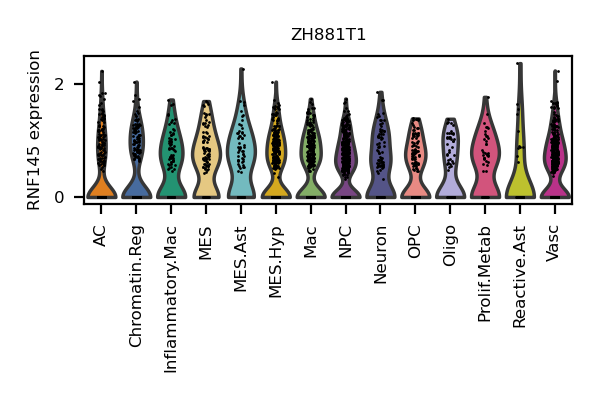 ZH881T1
RNF145 expression
2
0
AC
Chromatin.Reg
Inflammatory.Mac
MES
MES.Ast
MES.Hyp
Mac
NPC
Neuron
OPC
Oligo
Prolif.Metab
Reactive.Ast
Vasc